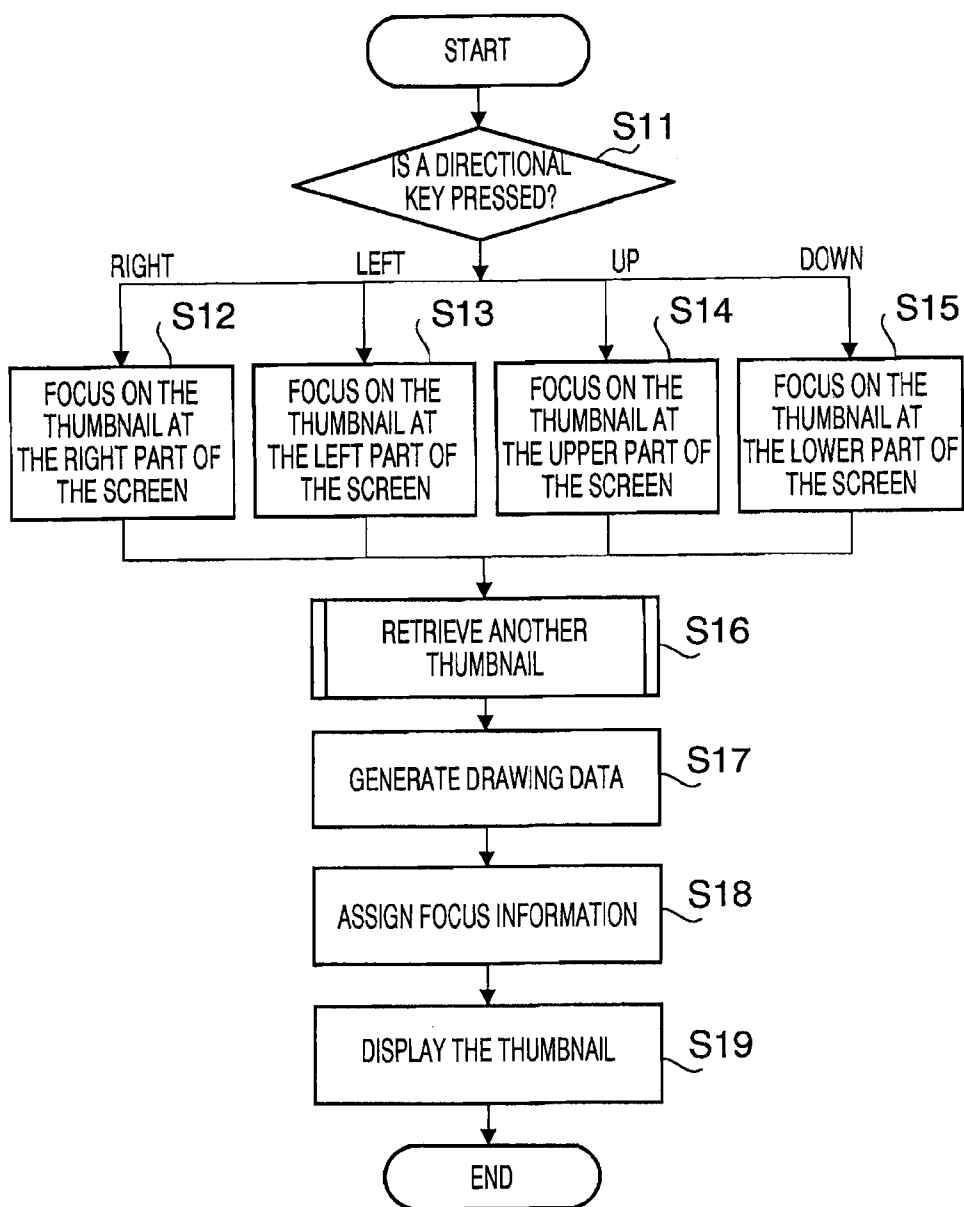 START
S11
IS A DIRECTIONAL
KEY PRESSED?
RIGHT
LEFT
UP
DOWN
S12
S13
S14
S15
FOCUS ON THE
THUMBNAIL AT
THE RIGHT PART OF
THE SCREEN
FOCUS ON THE
THUMBNAIL AT
THE LEFT PART OF
THE SCREEN
FOCUS ON THE
THUMBNAIL AT
THE UPPER PART OF
THE SCREEN
FOCUS ON THE
THUMBNAIL AT
THE LOWER PART OF
THE SCREEN
RETRIEVE ANOTHER
THUMBNAIL
S16
GENERATE DRAWING DATA
S17
ASSIGN FOCUS INFORMATION
S18
DISPLAY THE THUMBNAIL
S19
END